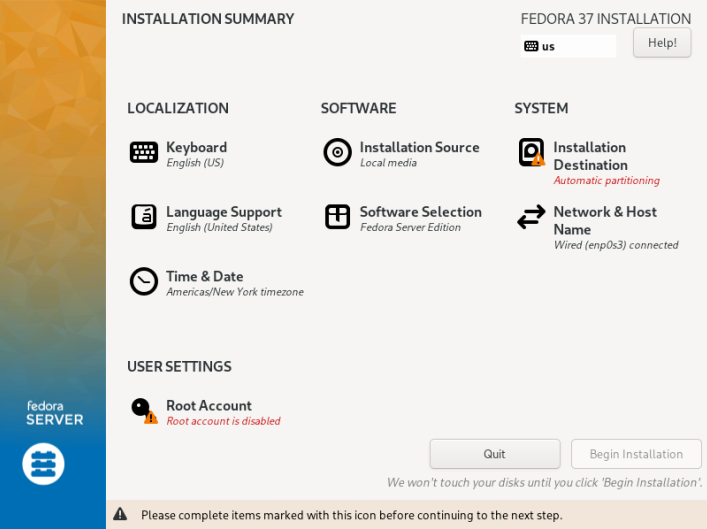 INSTALLATION SUMMARY
FEDORA 37 INSTALLATION
us
Help!
LOCALIZATION
Keyboard
English (US)
Language Support
English (United States)
Time & Date
Americas/New York timezone
SOFTWARE
Installation Source
Local media
Software Selection
Fedora Server Edition
SYSTEM
Installation
Destination
Automatic partitioning
Network & Host
Name
Wired (enp0s3) connected
USER SETTINGS
Root Account
Root account is disabled
fedora
SERVER
Quit
Begin Installation
We won't touch your disks until you click 'Begin Installation'.
Please complete items marked with this icon before continuing to the next step.